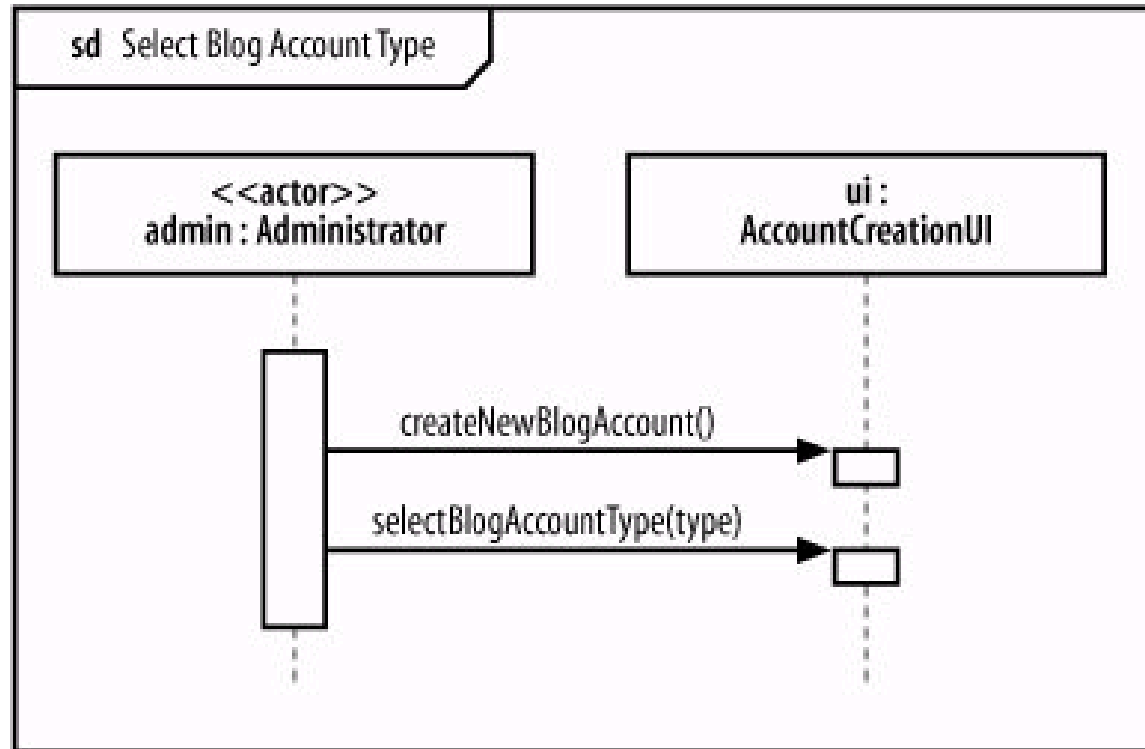 sd Select Blog Account Type
<<actor>>
admin : Administrator
ui :
AccountCreationUI
createNewBlogAccount()
selectBlogAccountType(type)